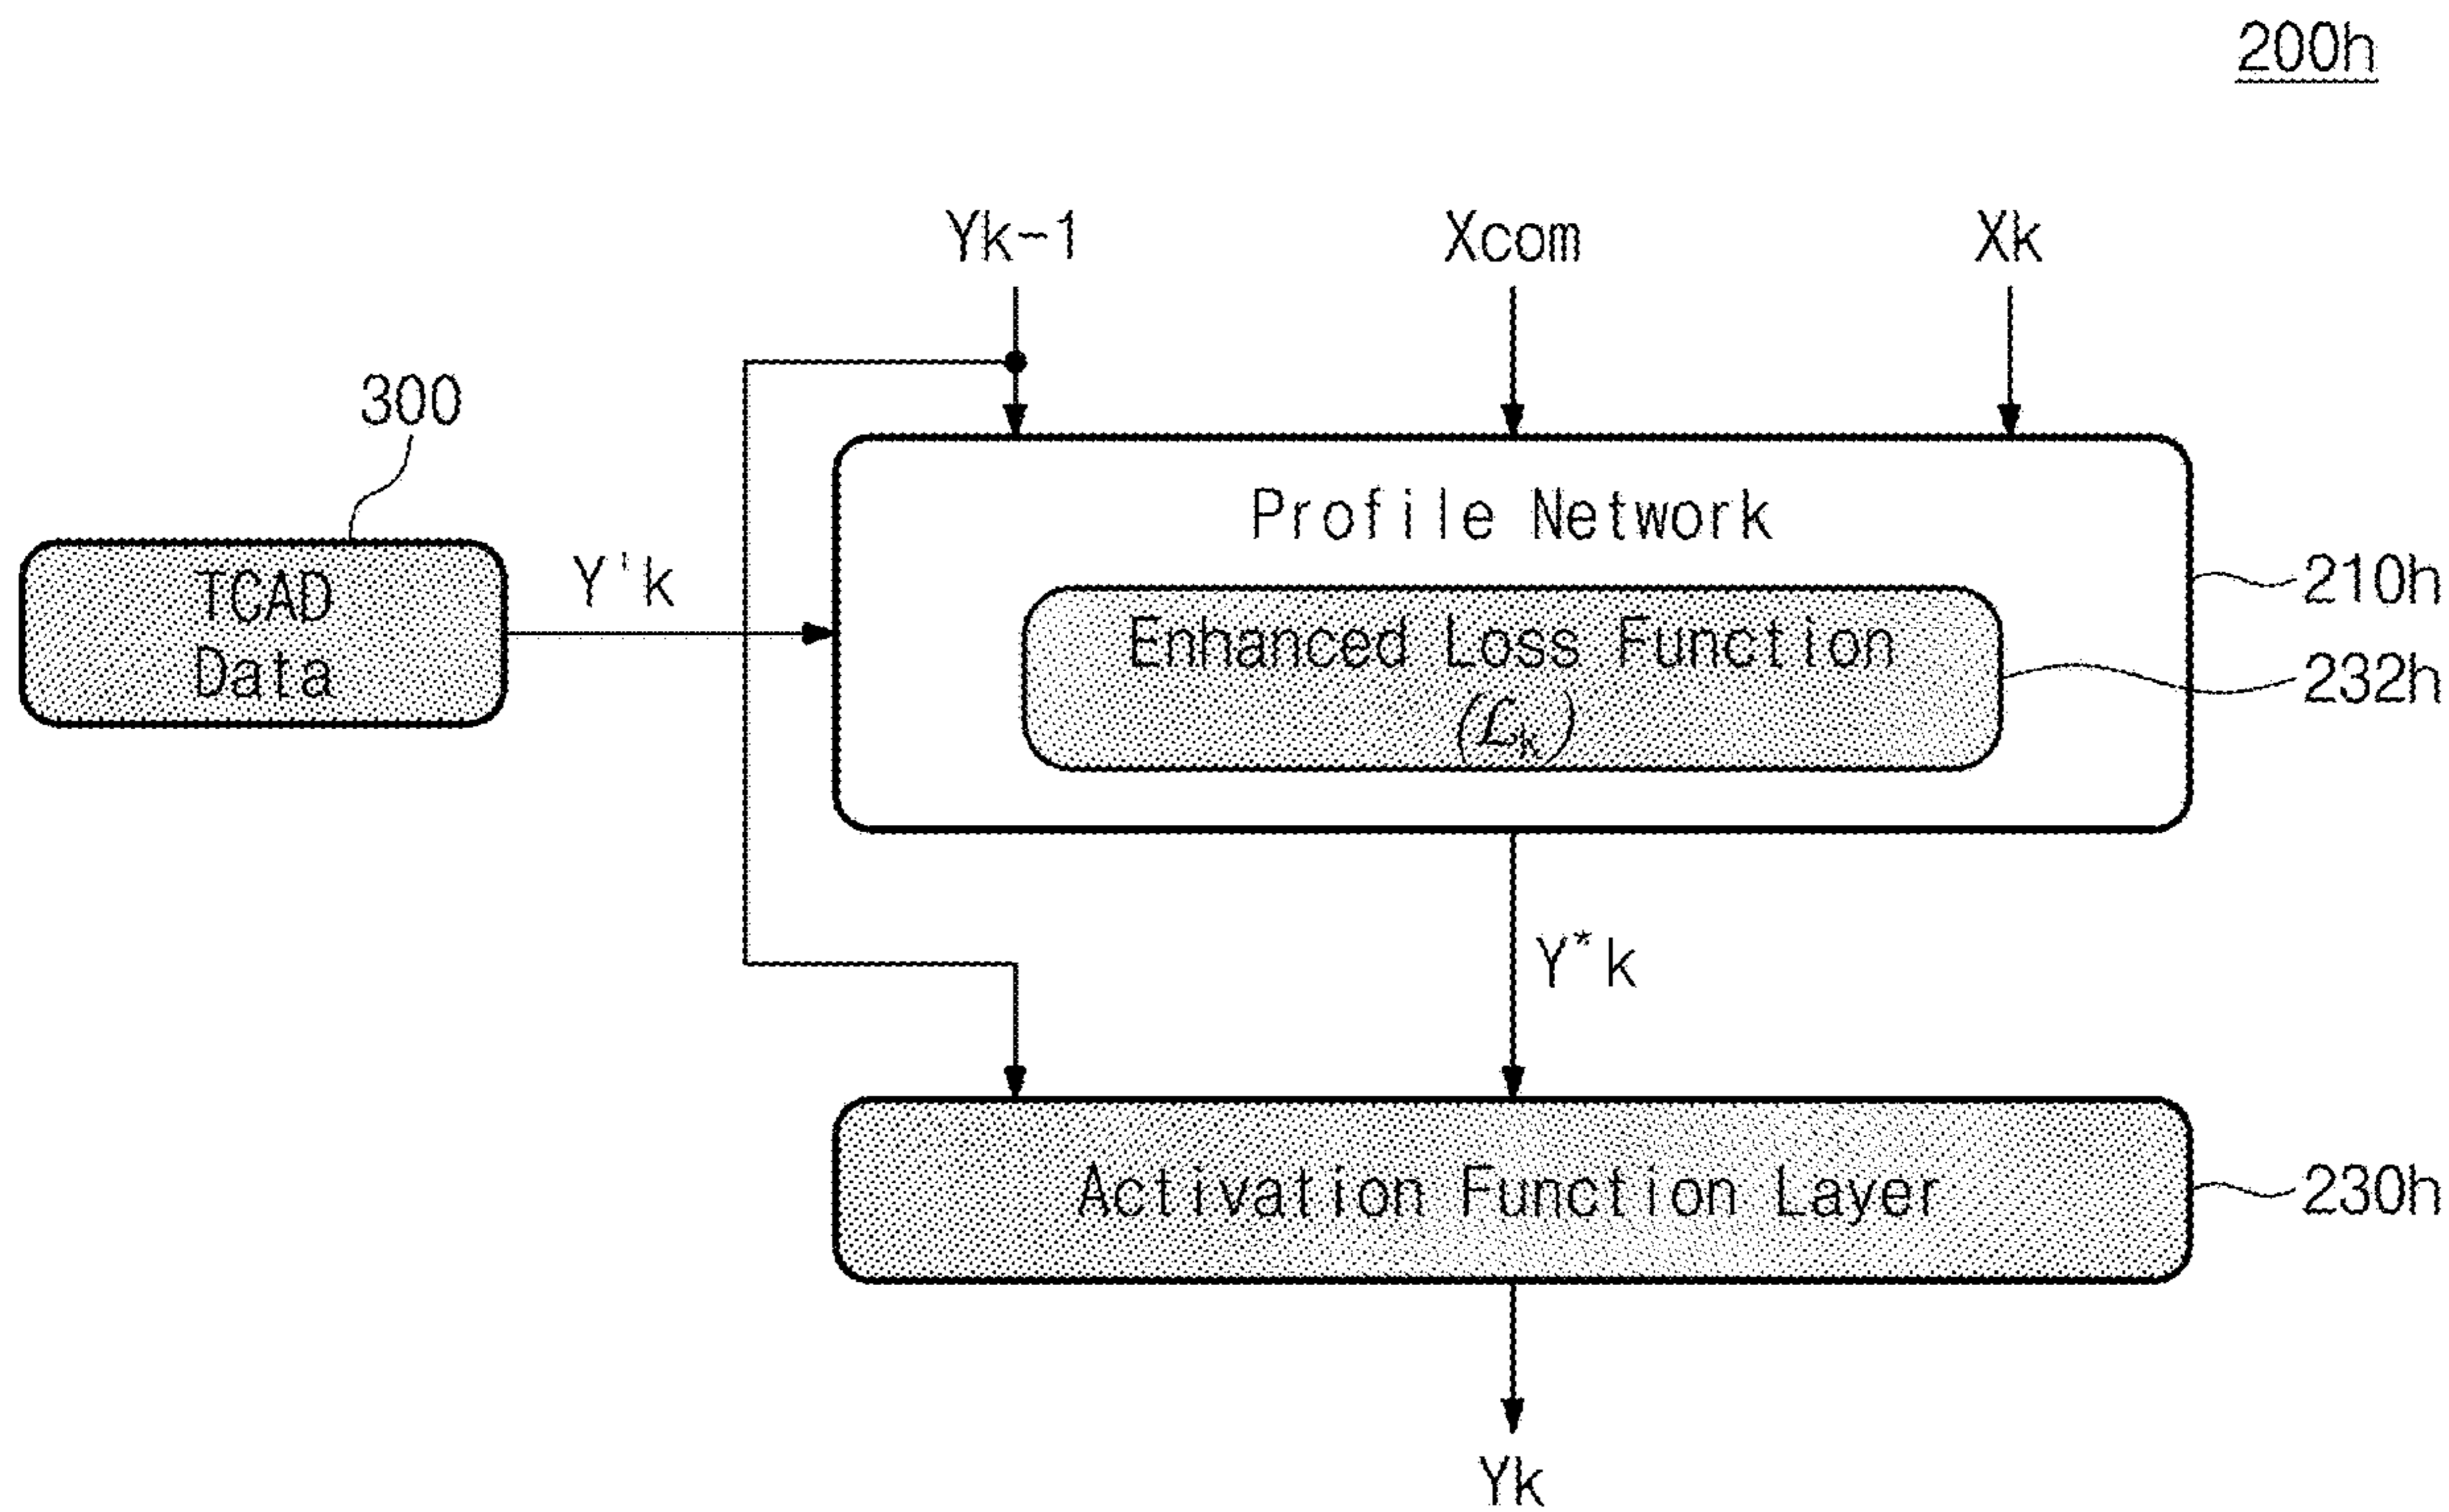 200h
Yk-1
Xcom
Xk
300
Profile Network
TCAD
Data
Y'k
210h
Enhanced Loss Function
(ℒk)
232h
Y*k
Activation Function Layer
230h
Yk